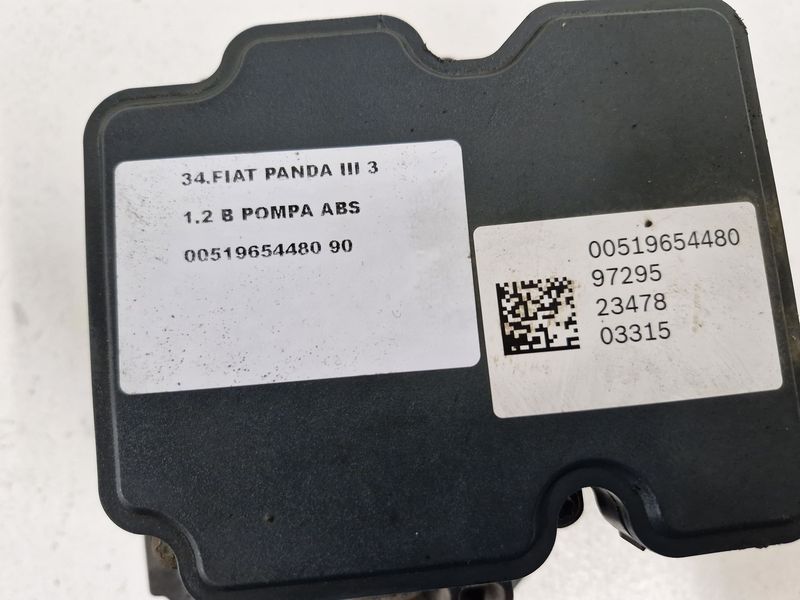 34.FIAT PANDA III 3
1.2 B POMPA ABS
00519654480 90
00519654480
97295
23478
03315